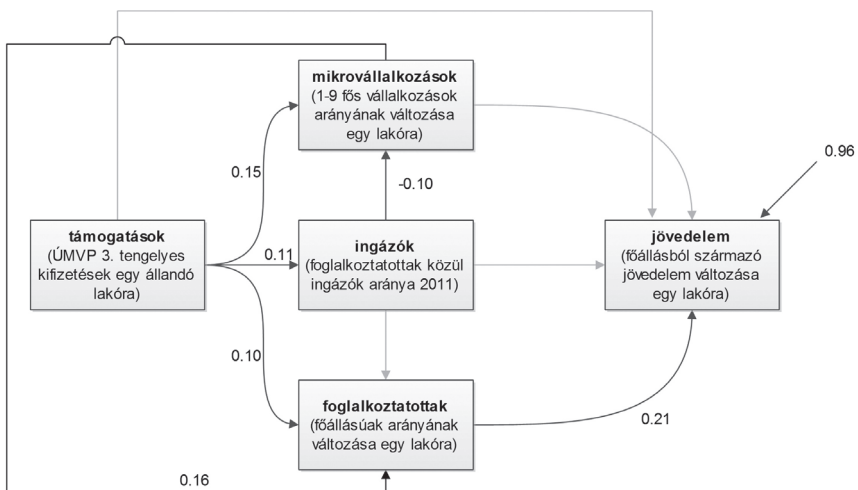 mikrovállalkozások
(1-9 fős vállalkozások
arányának változása
egy lakóra)
0.96
0.15
-0.10
támogatások
(ÚMVP 3. tengelyes
kifizetések egy állandó
lakóra)
0.11
ingázók
(foglalkoztatottak közül
ingázók aránya 2011)
jövedelem
(főállásból származó
jövedelem változása
egy lakóra)
0.10
foglalkoztatottak
(főállásúak arányának
változása egy lakóra)
0.21
0.16